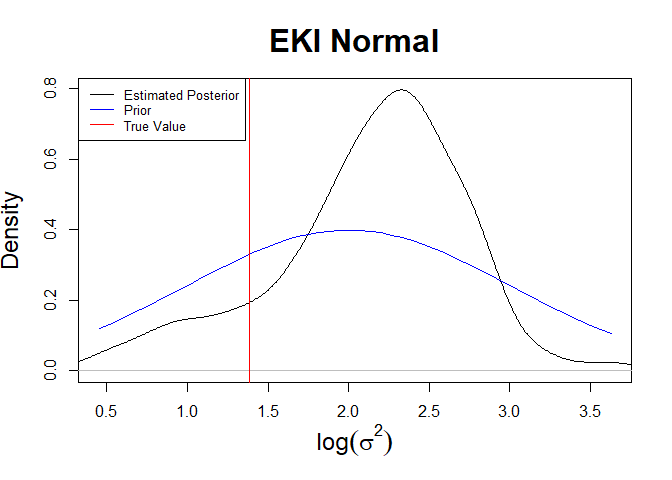 EKI Normal
Estimated Posterior
Prior
True Value
Density
0.0
0.2
0.4
0.6
0.8
0.5 1.0 1.5 2.0 2.5 3.0 3.5
log(σ²)